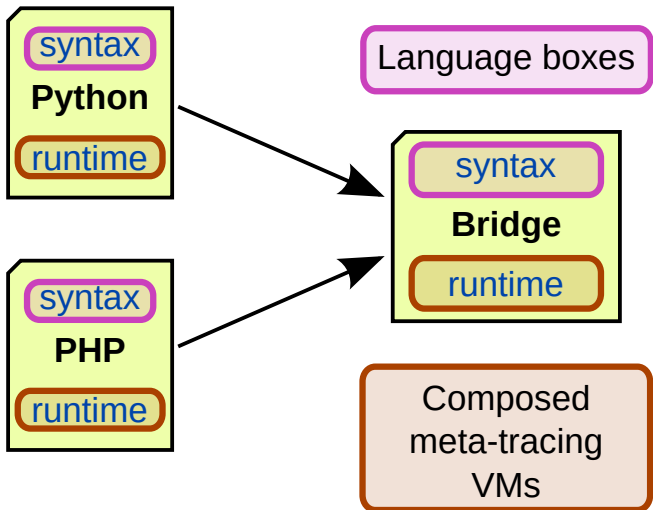 syntax
Python
runtime
syntax
PHP
runtime
Language boxes
syntax
Bridge
runtime
Composed
meta-tracing
VMs